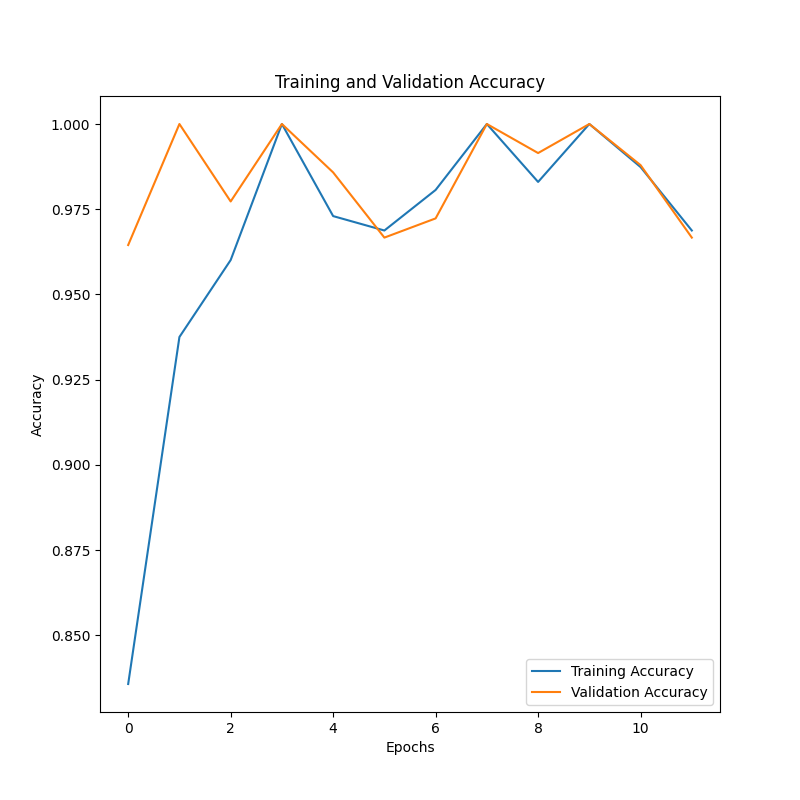 Training and Validation Accuracy
1.000
0.975
0.950
0.925
0.900
0.875
0.850
Accuracy
0 2 4 6 8 10
Epochs
Training Accuracy
Validation Accuracy